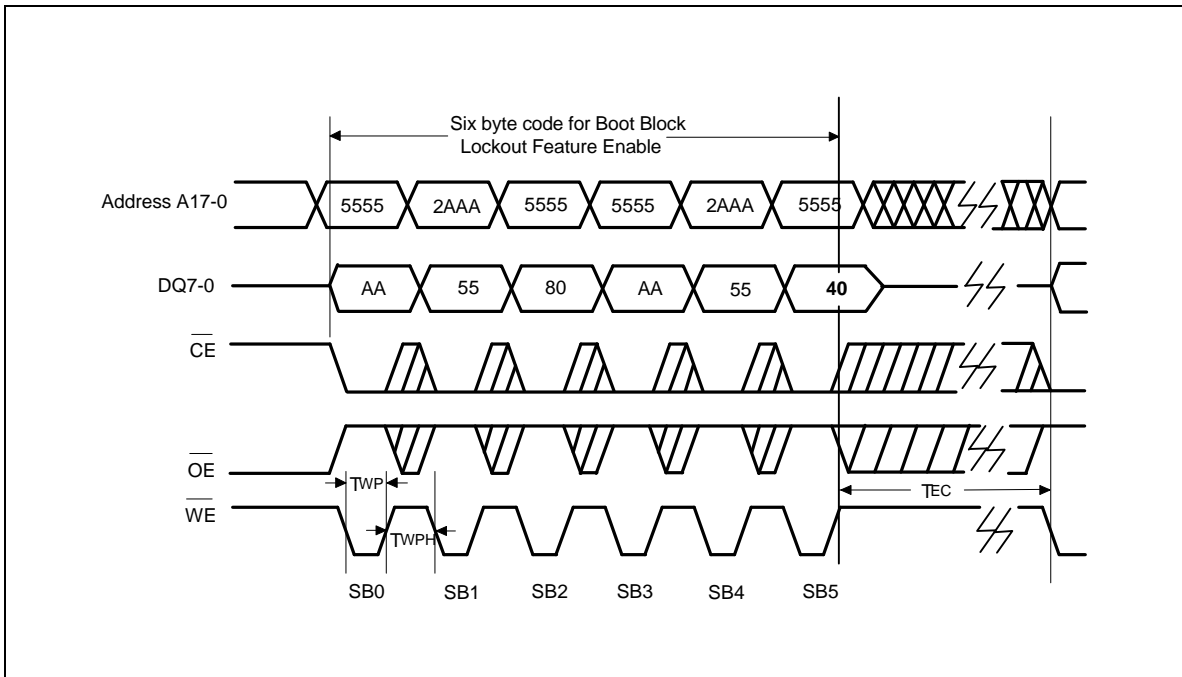 Six byte code for Boot Block
Lockout Feature Enable
Address A17-0
5555
2AAA
5555
5555
2AAA
5555
DQ7-0
AA
55
80
AA
55
40
CE
OE
TWP
TEC
WE
TWPH
SB0
SB1
SB2
SB3
SB4
SB5